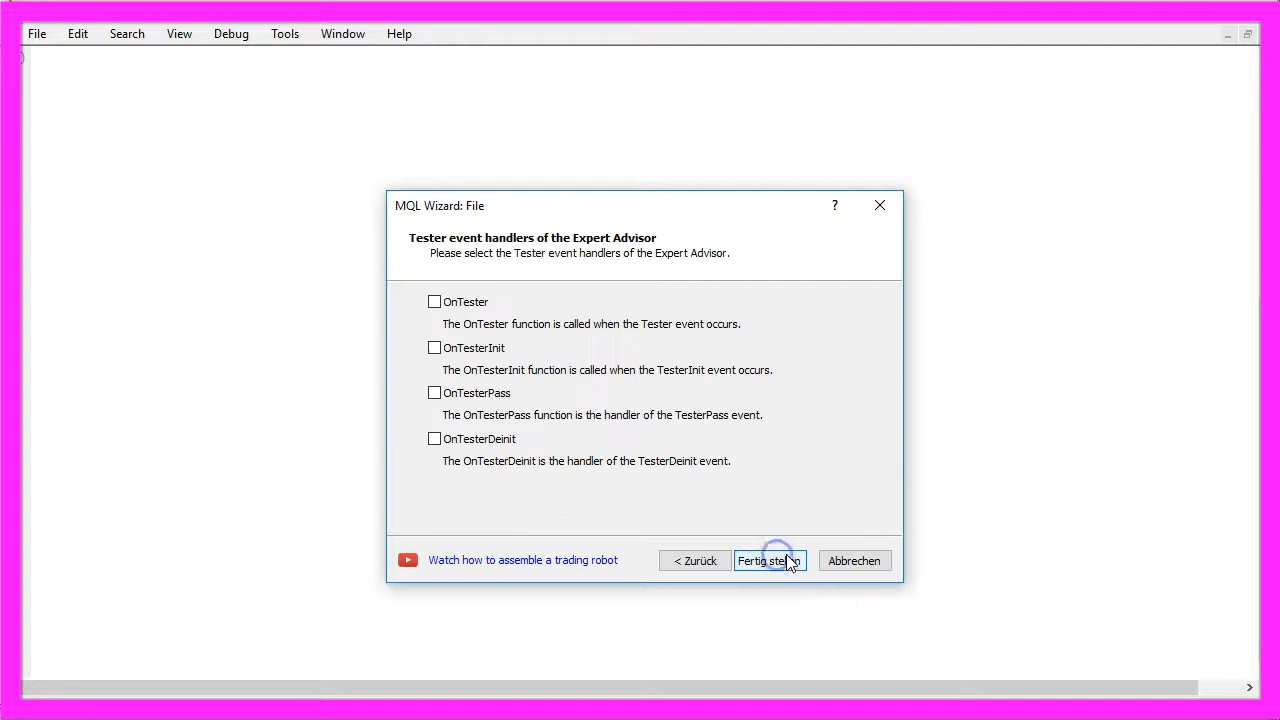 File Edit Search View Debug Tools Window Help
MQL Wizard: File
?
Tester event handlers of the Expert Advisor
Please select the Tester event handlers of the Expert Advisor.
OnTester
The OnTester function is called when the Tester event occurs.
OnTesterInit
The OnTesterInit function is called when the TesterInit event occurs.
OnTesterPass
The OnTesterPass function is the handler of the TesterPass event.
OnTesterDeinit
The OnTesterDeinit is the handler of the TesterDeinit event.
Watch how to assemble a trading robot < Zurück Fertig Abbrechen